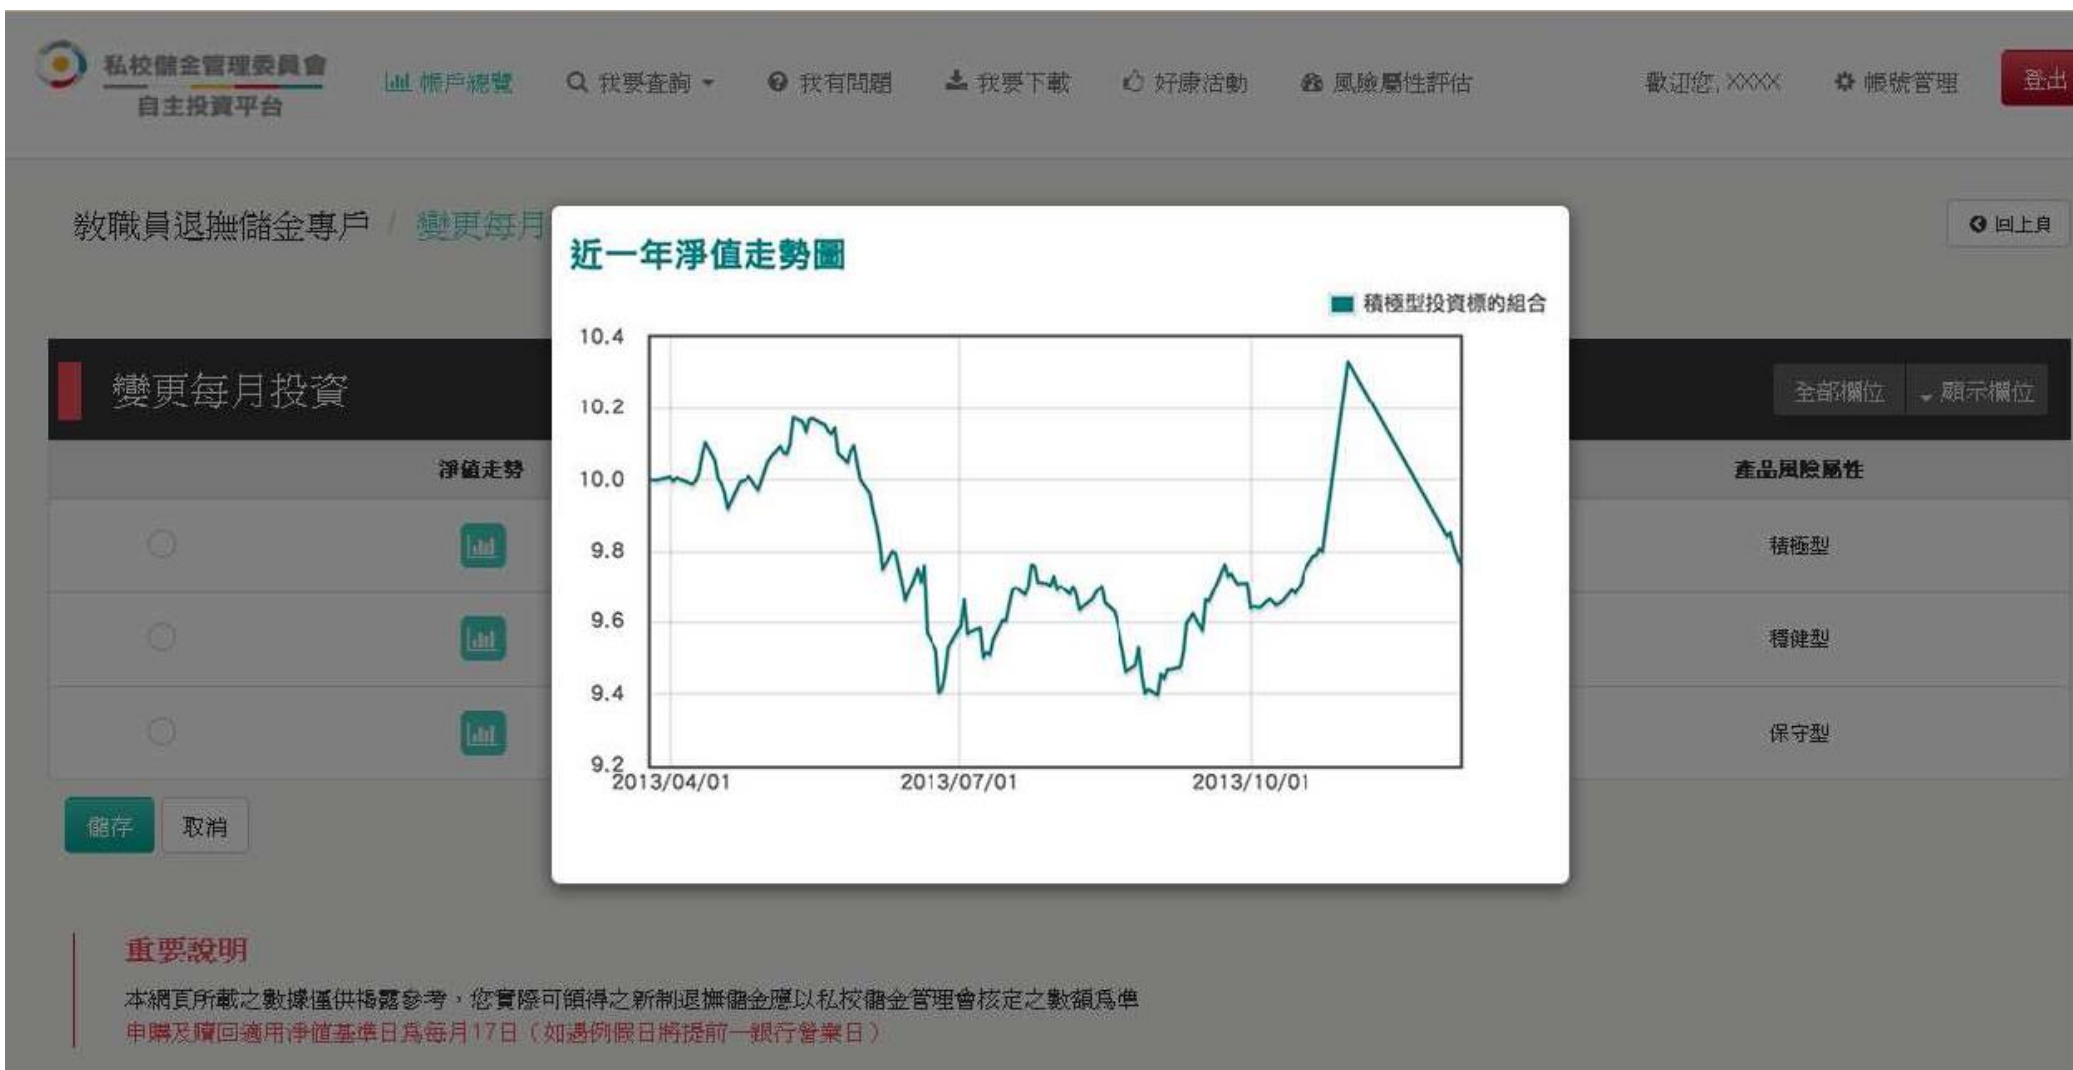 私校儲金管理委員會
自主投資平台
帳戶總覽 我要查詢 我有問題 我要下載 好康活動 風險屬性評估 歡迎您, XXXX 帳號管理 登出
教職員退撫儲金專戶 / 變更每月
回上頁
近一年淨值走勢圖
積極型投資標的組合
變更每月投資
全部欄位 顯示欄位
淨值走勢 產品風險屬性
積極型
穩健型
保守型
10.4
10.2
10.0
9.8
9.6
9.4
9.2
2013/04/01 2013/07/01 2013/10/01
儲存 取消
重要說明
本網頁所載之數據僅供揭露參考，您實際可領得之新制退撫儲金應以私校儲金管理會核定之數額為準
申購及贖回適用淨值基準日為每月17日（如遇例假日將提前一銀行營業日）